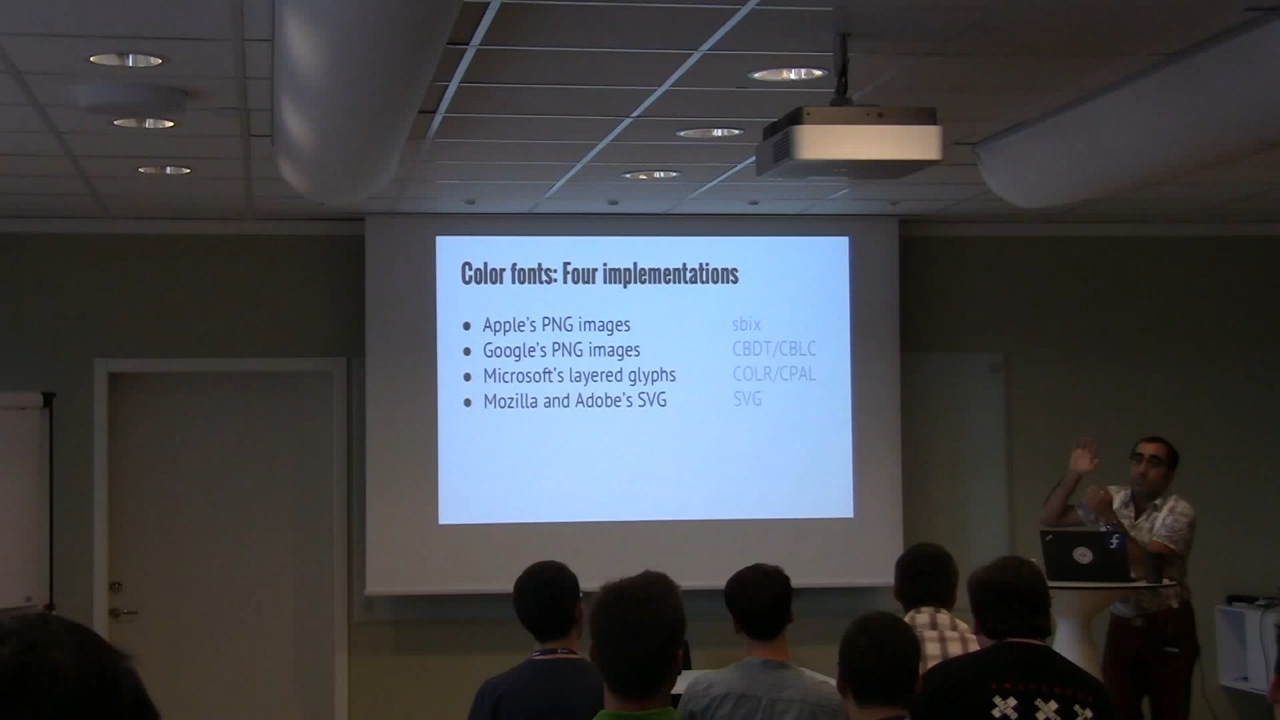 Color fonts: Four implementations
● Apple's PNG images sbix
● Google's PNG images CBDT/CBLC
● Microsoft's layered glyphs COLR/CPAL
● Mozilla and Adobe's SVG SVG